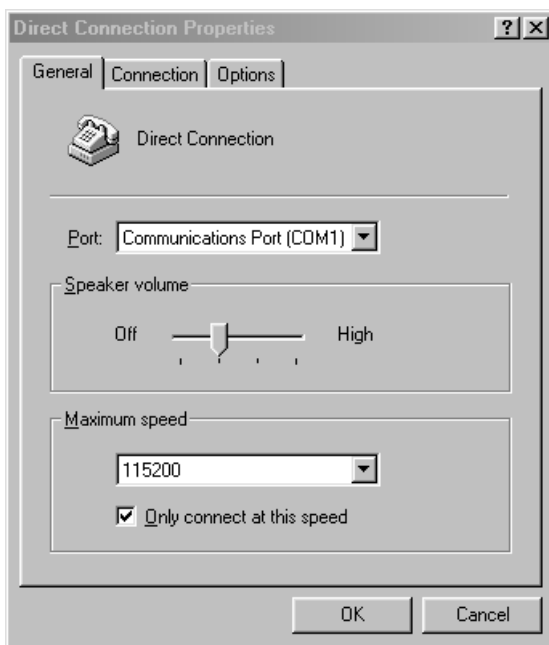 Direct Connection Properties
General Connection Options
Direct Connection
Port: Communications Port (COM1)
Speaker volume
Off High
Maximum speed
115200
Only connect at this speed
OK Cancel